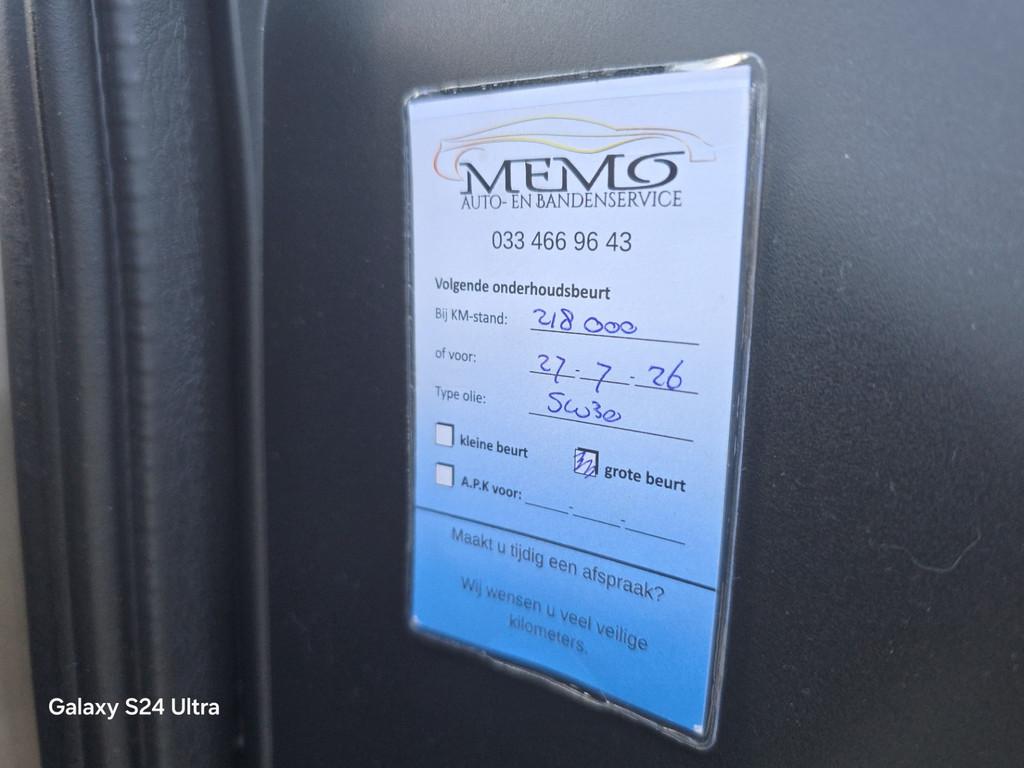 MEMO
AUTO- EN BANDENSERVICE
033 466 96 43
Volgende onderhoudsbeurt
Bij KM-stand: 218 000
of voor: 27-7-26
Type olie: 5w30
kleine beurt grote beurt
A.P.K voor:
Maakt u tijdig een afspraak?
Wij wensen u veel veilige
kilometers.
Galaxy S24 Ultra